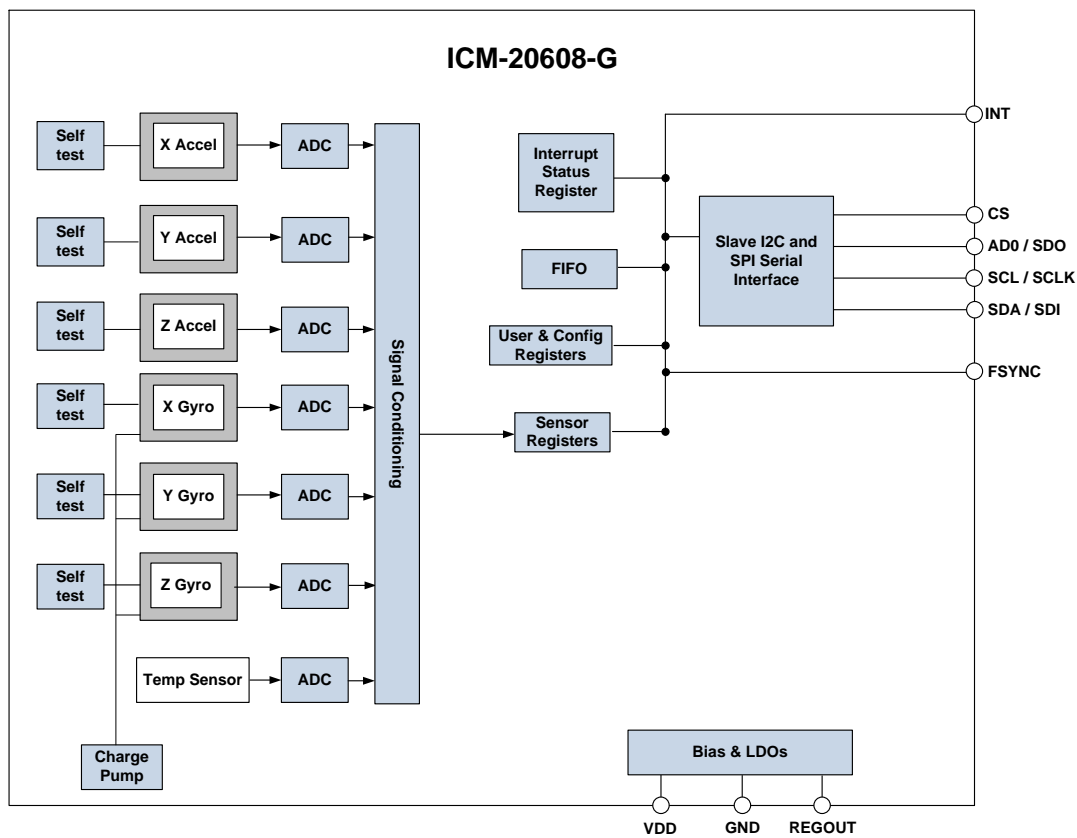 ICM-20608-G
Self
test
X Accel
ADC
Self
test
Y Accel
ADC
Self
test
Z Accel
ADC
Self
test
X Gyro
ADC
Self
test
Y Gyro
ADC
Self
test
Z Gyro
ADC
Temp Sensor
ADC
Charge
Pump
Signal Conditioning
Interrupt
Status
Register
FIFO
User & Config
Registers
Sensor
Registers
Slave I2C and
SPI Serial
Interface
INT
CS
AD0 / SDO
SCL / SCLK
SDA / SDI
FSYNC
Bias & LDOs
VDD
GND
REGOUT